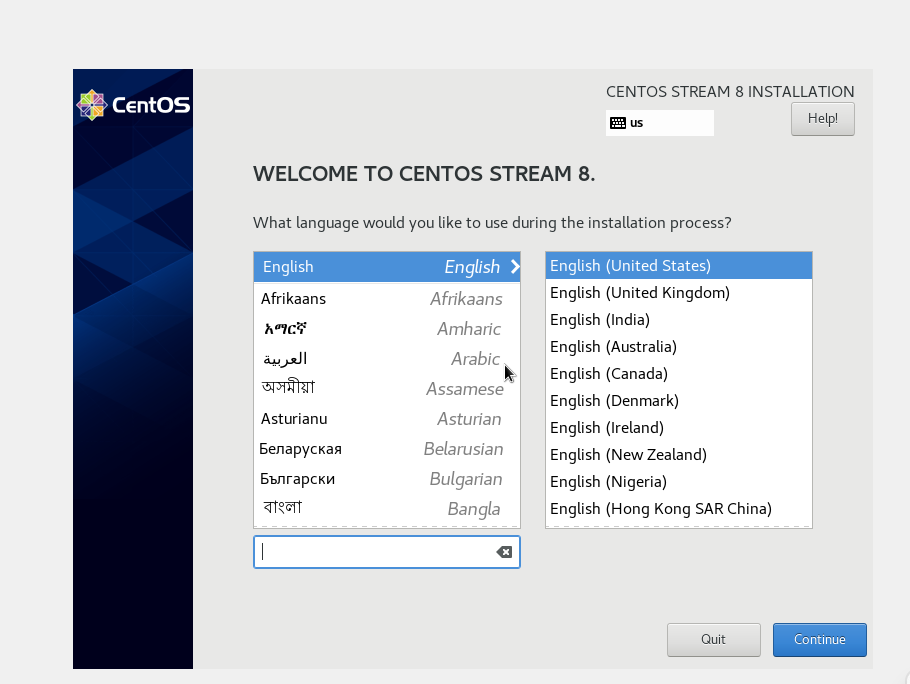 CentOS
CENTOS STREAM 8 INSTALLATION
us
Help!
WELCOME TO CENTOS STREAM 8.
What language would you like to use during the installation process?
English English
Afrikaans Afrikaans
አማርኛ Amharic
العربية Arabic
অসমীয়া Assamese
Asturianu Asturian
Беларуская Belarusian
Български Bulgarian
বাংলা Bangla
English (United States)
English (United Kingdom)
English (India)
English (Australia)
English (Canada)
English (Denmark)
English (Ireland)
English (New Zealand)
English (Nigeria)
English (Hong Kong SAR China)
Quit
Continue